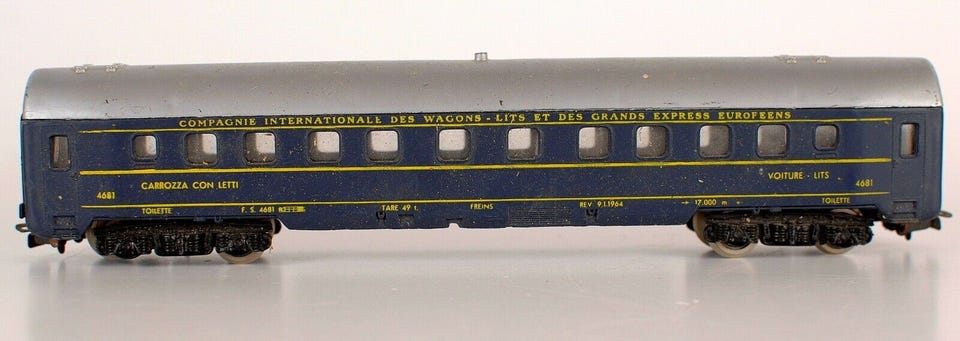 COMPAGNIE INTERNATIONALE DES WAGONS - LITS ET DES GRANDS EXPRESS EUROFEENS
CARROZZA CON LETTI VOITURE - LITS
4681 4681
TOILETTE F. S. 4681 TARE 49 t. FREINS REV 9.1.1964 → 17.000 m ← TOILETTE